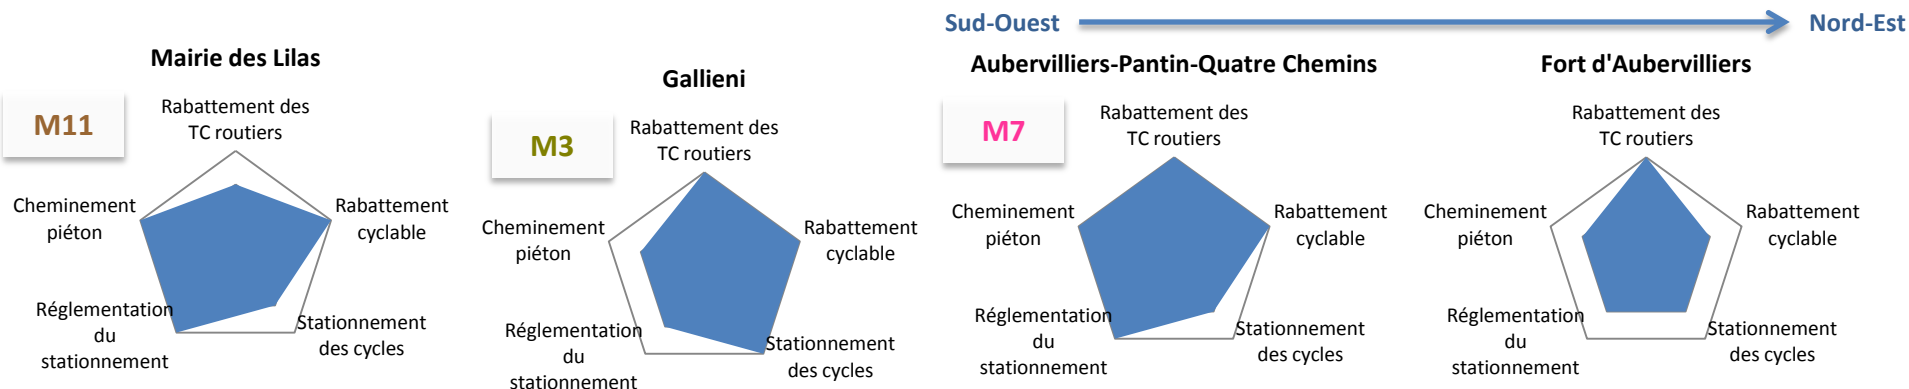 Sud-Ouest
Nord-Est
Mairie des Lilas
M11
Rabattement des
TC routiers
Cheminement
piéton
Rabattement
cyclable
Réglementation
du
stationnement
Stationnement
des cycles
Gallieni
M3
Rabattement des
TC routiers
Cheminement
piéton
Rabattement
cyclable
Réglementation
du
stationnement
Stationnement
des cycles
Aubervilliers-Pantin-Quatre Chemins
M7
Rabattement des
TC routiers
Cheminement
piéton
Rabattement
cyclable
Réglementation
du
stationnement
Stationnement
des cycles
Fort d'Aubervilliers
Rabattement des
TC routiers
Cheminement
piéton
Rabattement
cyclable
Réglementation
du
stationnement
Stationnement
des cycles